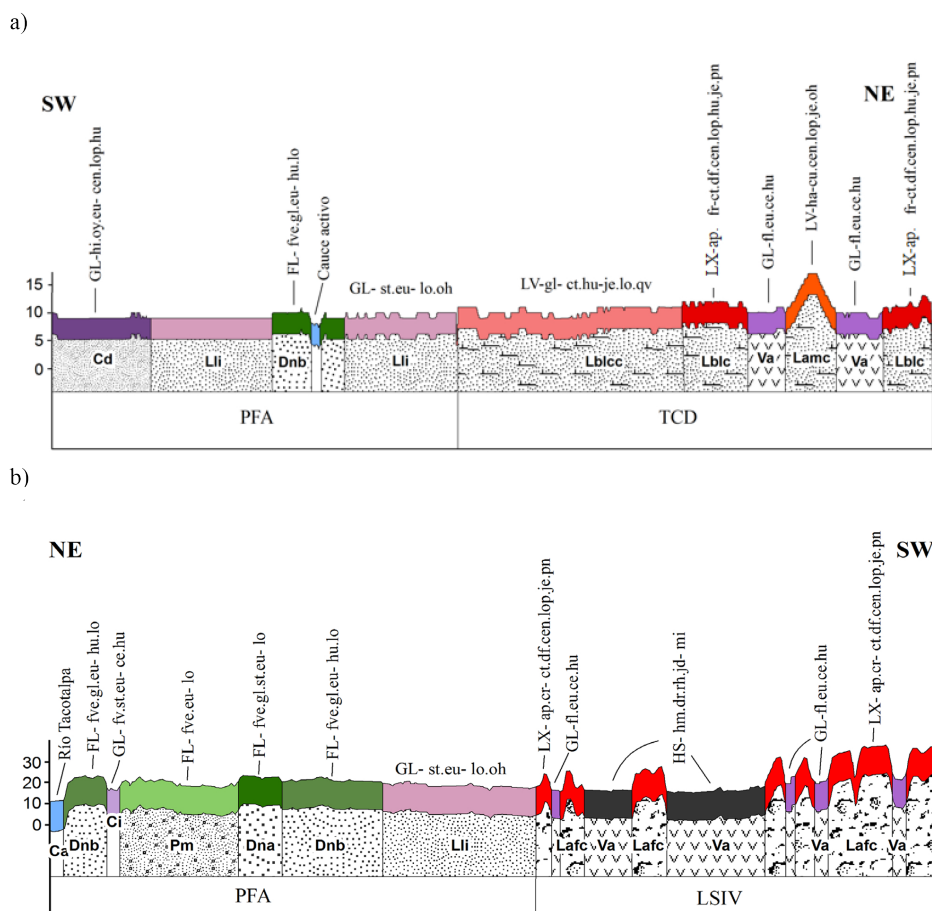 a)
SW
NE
GL-hi.oy.eu- cen.lop.hu
FL- fve.gl.eu- hu.lo
Cauce activo
GL- st.eu- lo.oh
LV-gl- ct.hu-je.lo.qv
LX-ap. fr-ct.df.cen.lop.hu.je.pn
GL-fl.eu.ce.hu
LV-ha-cu.cen.lop.je.oh
GL-fl.eu.ce.hu
LX-ap. fr-ct.df.cen.lop.hu.je.pn
15
10
5
0
Cd
Lli
Dnb
Lli
Lblcc
Lblc
Va
Lamc
Va
Lblc
PFA
TCD
b)
NE
SW
Rio Tacotalpa
FL- fve.gl.eu- hu.lo
GL- fv.st.eu- ce.hu
FL- fve.eu- lo
FL- fve.gl.st.eu- lo
FL- fve.gl.eu- hu.lo
GL- st.eu- lo.oh
LX- ap.cr- ct.df.cen.lop.je.pn
GL-fl.eu.ce.hu
HS- hm.dr.rh.jd- mi
GL-fl.eu.ce.hu
LX- ap.cr- ct.df.cen.lop.je.pn
30
20
10
0
Ca
Dnb
Ci
Pm
Dna
Dnb
Lli
Lafc
Va
Lafc
Va
Va
Lafc
Va
PFA
LSIV